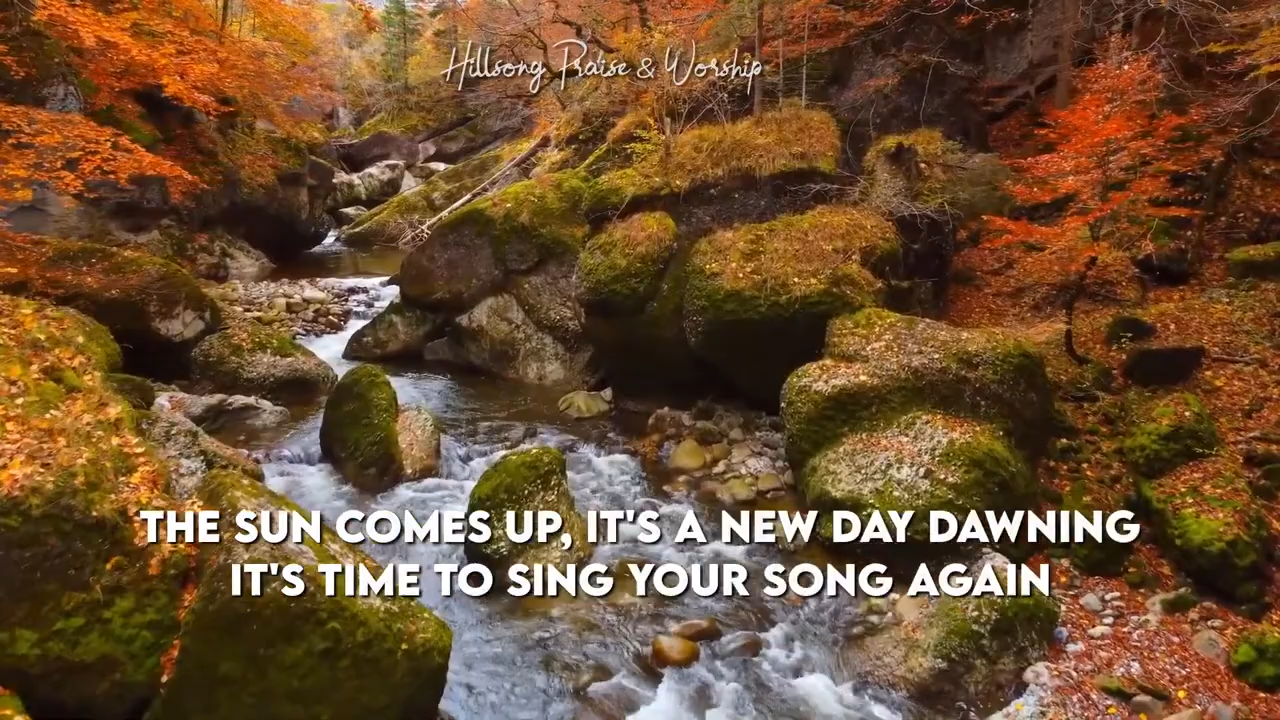 Hillsong Praise & Worship
THE SUN COMES UP, IT'S A NEW DAY DAWNING
IT'S TIME TO SING YOUR SONG AGAIN